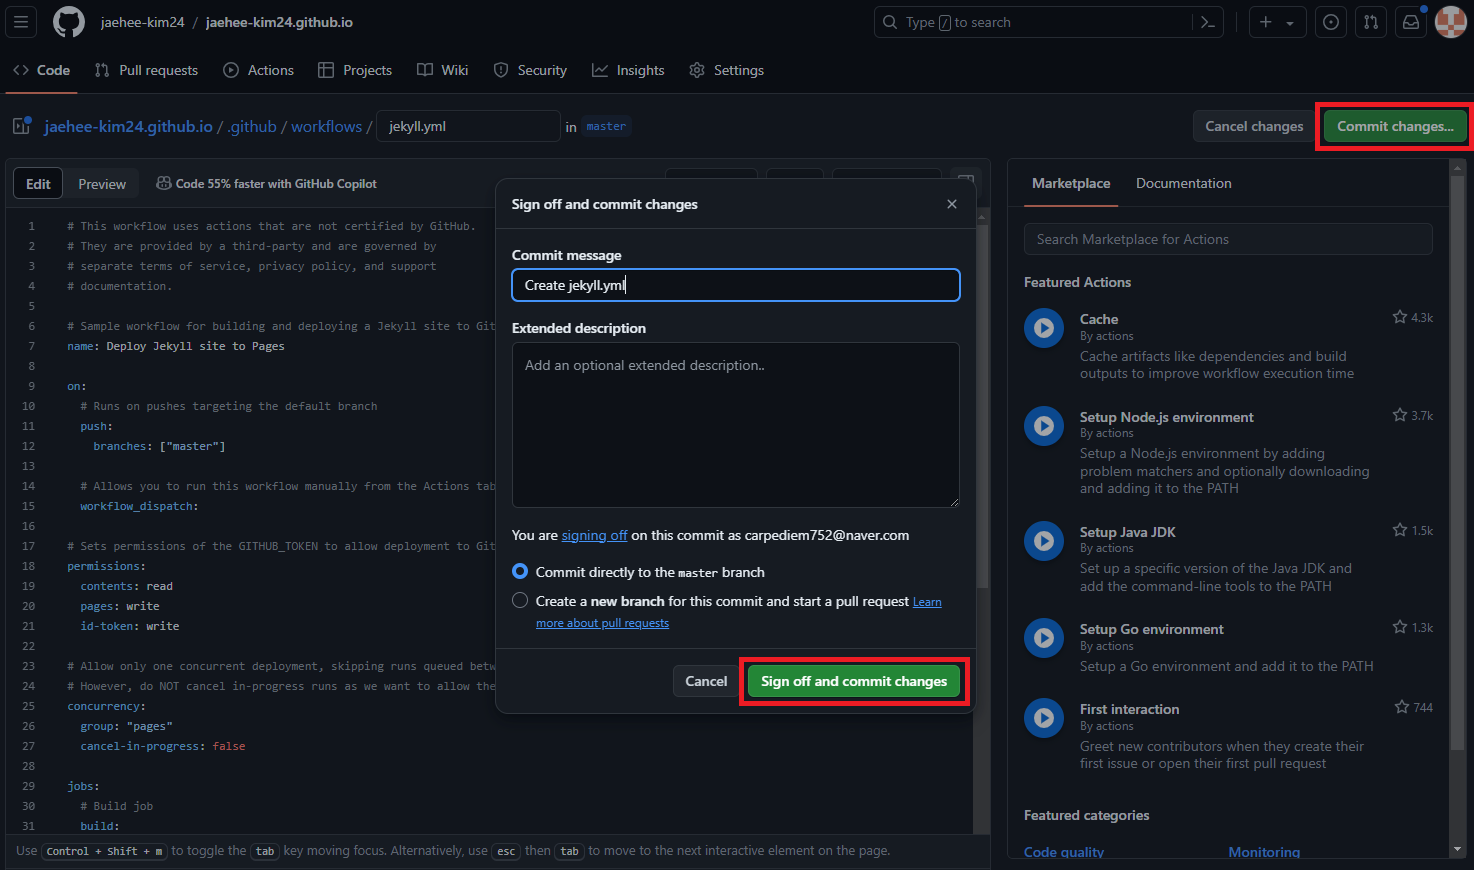 jaehee-kim24 / jaehee-kim24.github.io
Type / to search
Code Pull requests Actions Projects Wiki Security Insights Settings
jaehee-kim24.github.io / .github / workflows / jekyll.yml in master
Cancel changes Commit changes...
Edit Preview Code 55% faster with GitHub Copilot
1 # This workflow uses actions that are not certified by GitHub.
2 # They are provided by a third-party and are governed by
3 # separate terms of service, privacy policy, and support
4 # documentation.
5
6 # Sample workflow for building and deploying a Jekyll site to Git
7 name: Deploy Jekyll site to Pages
8
9 on:
10 # Runs on pushes targeting the default branch
11 push:
12 branches: ["master"]
13
14 # Allows you to run this workflow manually from the Actions tab
15 workflow_dispatch:
16
17 # Sets permissions of the GITHUB_TOKEN to allow deployment to Git
18 permissions:
19 contents: read
20 pages: write
21 id-token: write
22
23 # Allow only one concurrent deployment, skipping runs queued betw
24 # However, do NOT cancel in-progress runs as we want to allow the
25 concurrency:
26 group: "pages"
27 cancel-in-progress: false
28
29 jobs:
30 # Build job
31 build:
Use Control + Shift + m to toggle the tab key moving focus. Alternatively, use esc then tab to move to the next interactive element on the page.
Sign off and commit changes
Commit message
Create jekyll.yml
Extended description
Add an optional extended description..
You are signing off on this commit as carpediem752@naver.com
Commit directly to the master branch
Create a new branch for this commit and start a pull request Learn
more about pull requests
Cancel Sign off and commit changes
Marketplace Documentation
Search Marketplace for Actions
Featured Actions
Cache 4.3k
By actions
Cache artifacts like dependencies and build
outputs to improve workflow execution time
Setup Node.js environment 3.7k
By actions
Setup a Node.js environment by adding
problem matchers and optionally downloading
and adding it to the PATH
Setup Java JDK 1.5k
By actions
Set up a specific version of the Java JDK and
add the command-line tools to the PATH
Setup Go environment 1.3k
By actions
Setup a Go environment and add it to the PATH
First interaction 744
By actions
Greet new contributors when they create their
first issue or open their first pull request
Featured categories
Code quality Monitoring